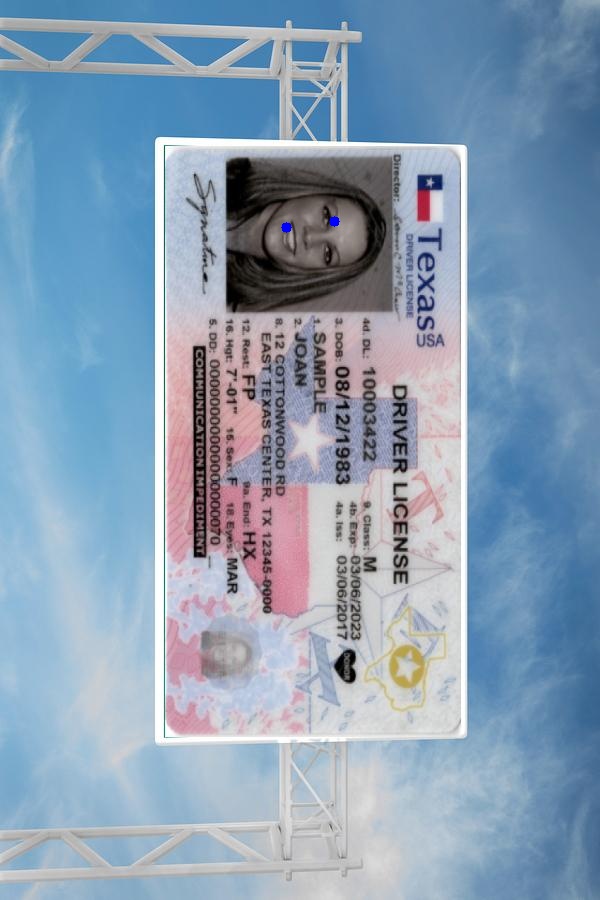 Texas USA
DRIVER LICENSE
Director:
DRIVER LICENSE
4d. DL: 10003422 9. Class: M
3. DOB: 08/12/1983 4b. Exp: 03/06/2023
4a. Iss: 03/06/2017
DONOR
1. SAMPLE
2. JOAN
8. 12 COTTONWOOD RD
EAST TEXAS CENTER, TX 12345-0000
12. Rest: FP 9a. End: HX
16. Hgt: 7'-01" 15. Sex: F 18. Eyes: MAR
5. DD: 00000000000000000070
COMMUNICATION IMPEDIMENT
Signature